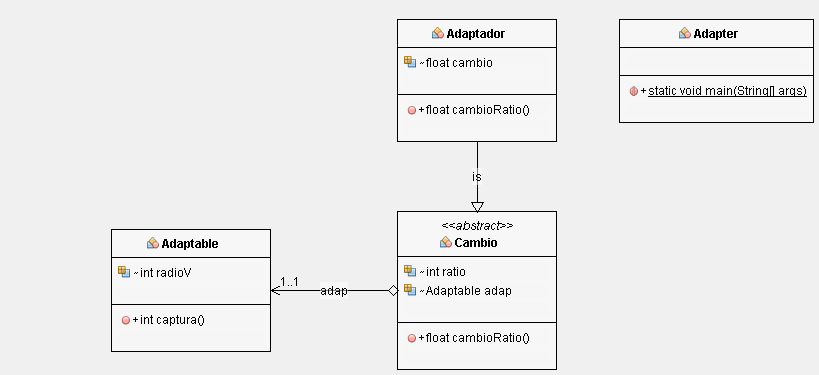 Adaptador
~float cambio
+float cambioRatio()
Adapter
+static void main(String[] args)
is
Adaptable
~int radioV
+int captura()
1..1
adap
<<abstract>>
Cambio
~int ratio
~Adaptable adap
+float cambioRatio()